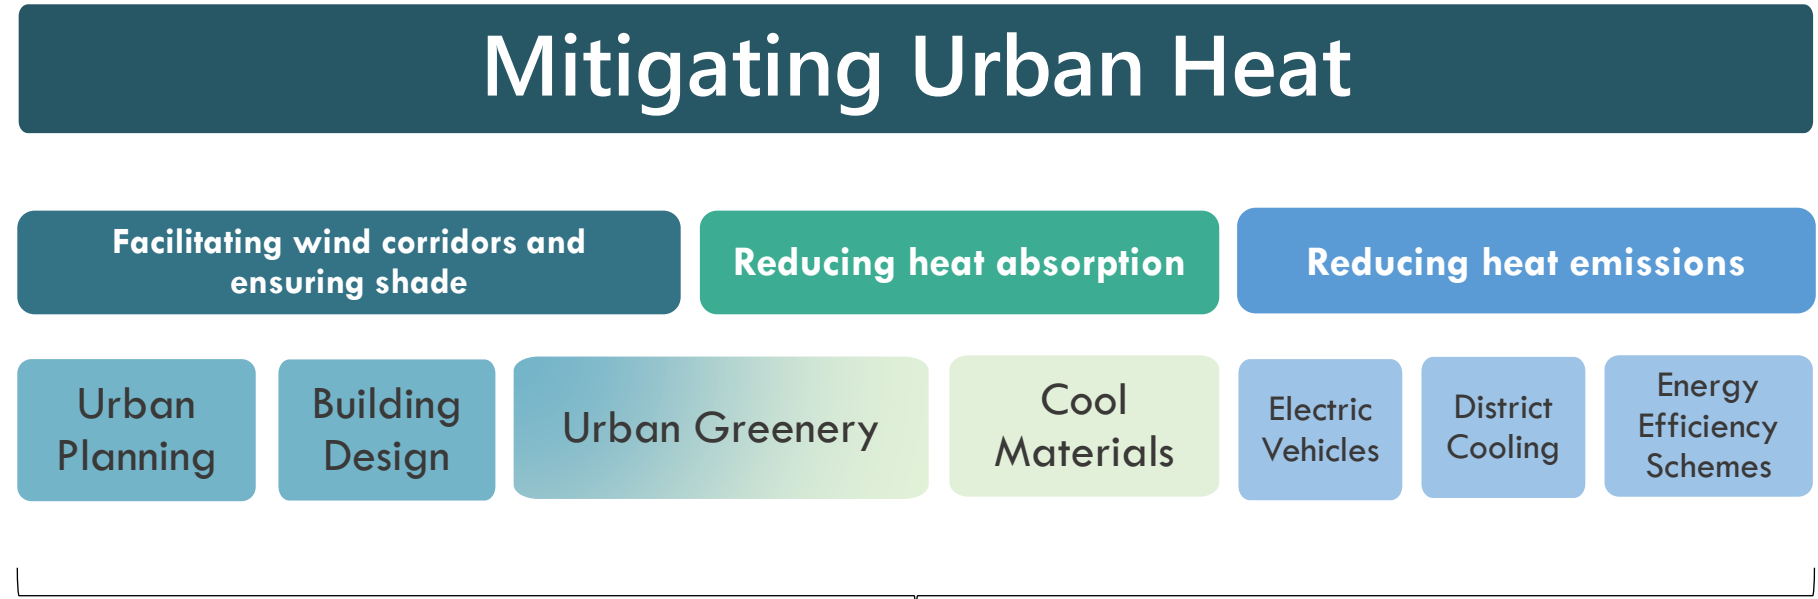 Mitigating Urban Heat
Facilitating wind corridors and
ensuring shade
Reducing heat absorption
Reducing heat emissions
Urban
Planning
Building
Design
Urban Greenery
Cool
Materials
Electric
Vehicles
District
Cooling
Energy
Efficiency
Schemes